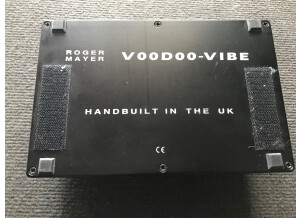 ROGER
MAYER
VOODOO-VIBE
HANDBUILT IN THE UK
CE